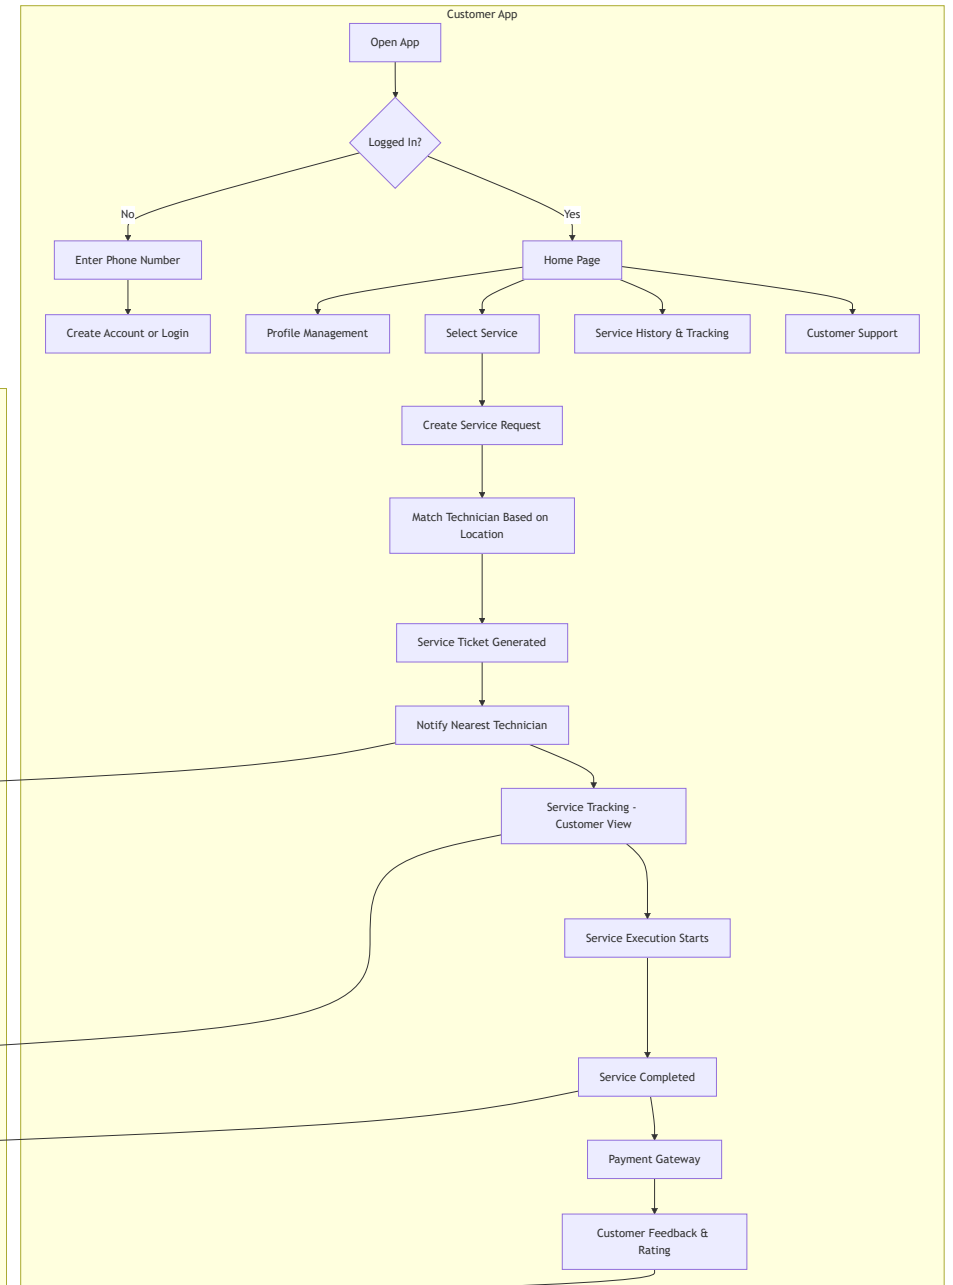 Customer App
Open App
Logged In?
No
Yes
Enter Phone Number
Home Page
Create Account or Login
Profile Management
Select Service
Service History & Tracking
Customer Support
Create Service Request
Match Technician Based on
Location
Service Ticket Generated
Notify Nearest Technician
Service Tracking -
Customer View
Service Execution Starts
Service Completed
Payment Gateway
Customer Feedback &
Rating